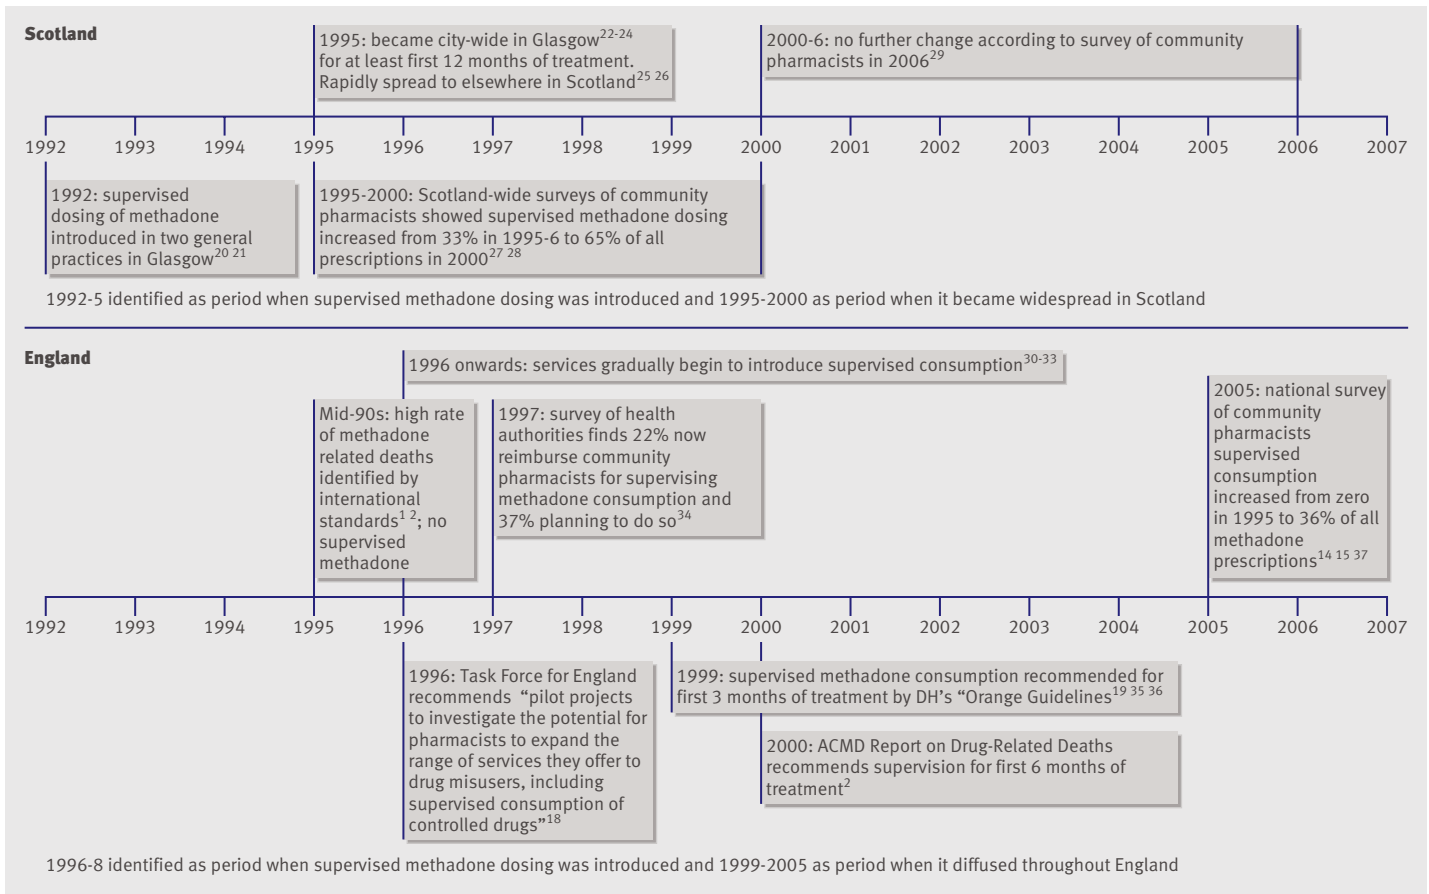 Scotland
1995: became city-wide in Glasgow22-24
for at least first 12 months of treatment.
Rapidly spread to elsewhere in Scotland25 26
2000-6: no further change according to survey of community
pharmacists in 200629
1992 1993 1994 1995 1996 1997 1998 1999 2000 2001 2002 2003 2004 2005 2006 2007
1992: supervised
dosing of methadone
introduced in two general
practices in Glasgow20 21
1995-2000: Scotland-wide surveys of community
pharmacists showed supervised methadone dosing
increased from 33% in 1995-6 to 65% of all
prescriptions in 200027 28
1992-5 identified as period when supervised methadone dosing was introduced and 1995-2000 as period when it became widespread in Scotland
England
1996 onwards: services gradually begin to introduce supervised consumption30-33
Mid-90s: high rate
of methadone
related deaths
identified by
international
standards1 2; no
supervised
methadone
1997: survey of health
authorities finds 22% now
reimburse community
pharmacists for supervising
methadone consumption and
37% planning to do so34
2005: national survey
of community
pharmacists
supervised
consumption
increased from zero
in 1995 to 36% of all
methadone
prescriptions14 15 37
1992 1993 1994 1995 1996 1997 1998 1999 2000 2001 2002 2003 2004 2005 2006 2007
1996: Task Force for England
recommends “pilot projects
to investigate the potential for
pharmacists to expand the
range of services they offer to
drug misusers, including
supervised consumption of
controlled drugs”18
1999: supervised methadone consumption recommended for
first 3 months of treatment by DH’s “Orange Guidelines19 35 36
2000: ACMD Report on Drug-Related Deaths
recommends supervision for first 6 months of
treatment2
1996-8 identified as period when supervised methadone dosing was introduced and 1999-2005 as period when it diffused throughout England